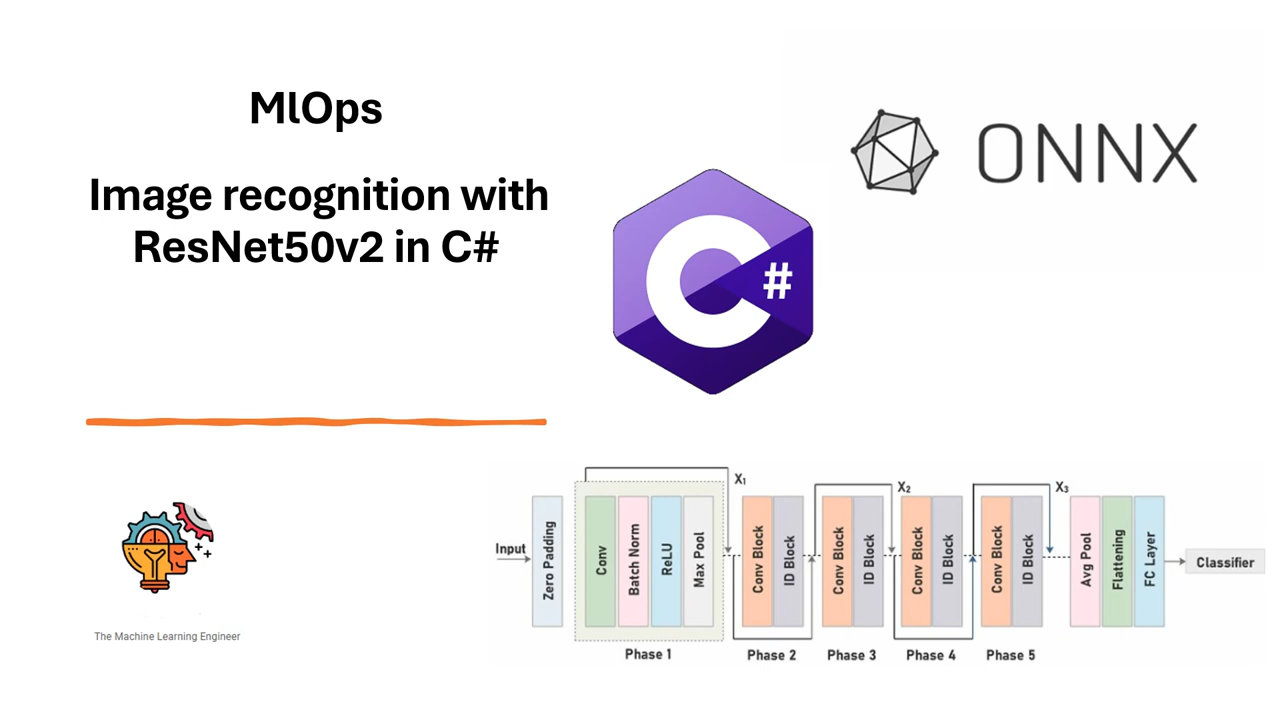 MlOps
Image recognition with
ResNet50v2 in C#
ONNX
C#
The Machine Learning Engineer
Input
Zero Padding
Conv
Batch Norm
ReLU
Max Pool
Phase 1
X1
Conv Block
ID Block
Phase 2
Conv Block
ID Block
Phase 3
X2
Conv Block
ID Block
Phase 4
Conv Block
ID Block
Phase 5
X3
Avg Pool
Flattening
FC Layer
Classifier